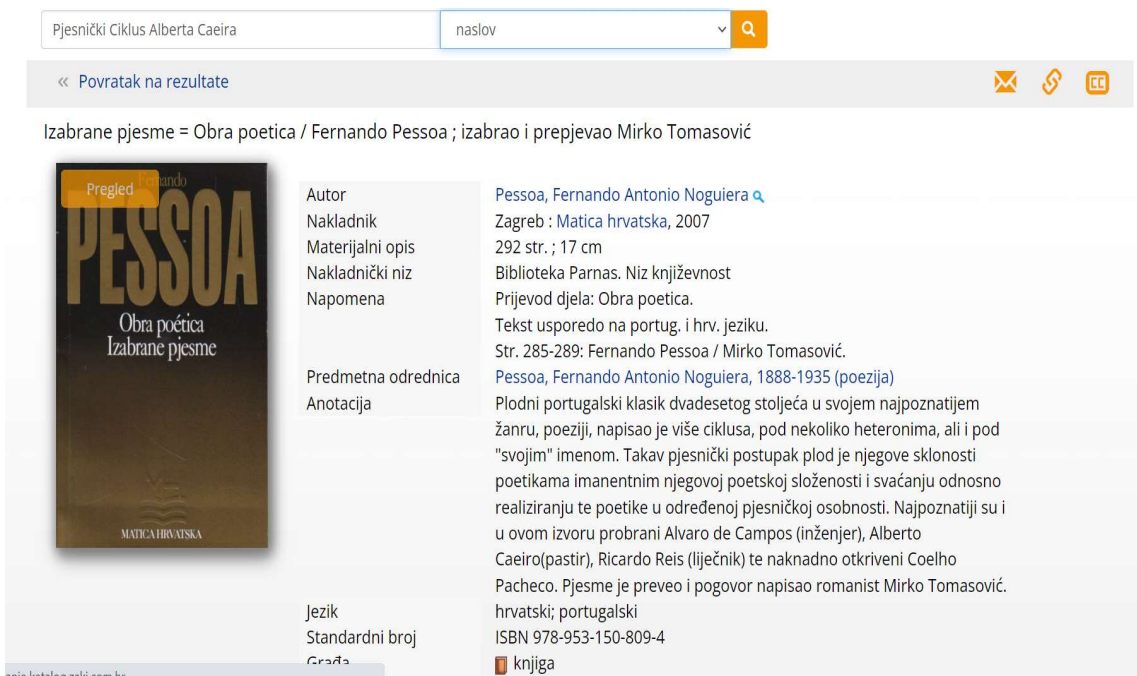 Pjesnički Ciklus Alberta Caeira
naslov
« Povratak na rezultate
Izabrane pjesme = Obra poetica / Fernando Pessoa ; izabrao i prepjevao Mirko Tomasović
Pregled
Fernando
PESSOA
Obra poética
Izabrane pjesme
MATICA HRVATSKA
Autor Pessoa, Fernando Antonio Noguiera
Nakladnik Zagreb : Matica hrvatska, 2007
Materijalni opis 292 str. ; 17 cm
Nakladnički niz Biblioteka Parnas. Niz književnost
Napomena Prijevod djela: Obra poetica.
Tekst usporedo na portug. i hrv. jeziku.
Str. 285-289: Fernando Pessoa / Mirko Tomasović.
Predmetna odrednica Pessoa, Fernando Antonio Noguiera, 1888-1935 (poezija)
Anotacija Plodni portugalski klasik dvadesetog stoljeća u svojem najpoznatijem
žanru, poeziji, napisao je više ciklusa, pod nekoliko heteronima, ali i pod
"svojim" imenom. Takav pjesnički postupak plod je njegove sklonosti
poetikama imanentnim njegovoj poetskoj složenosti i svaćanju odnosno
realiziranju te poetike u određenoj pjesničkoj osobnosti. Najpoznatiji su i
u ovom izvoru probrani Alvaro de Campos (inženjer), Alberto
Caeiro(pastir), Ricardo Reis (liječnik) te naknadno otkriveni Coelho
Pacheco. Pjesme je preveo i pogovor napisao romanist Mirko Tomasović.
Jezik hrvatski; portugalski
Standardni broj ISBN 978-953-150-809-4
Građa knjiga